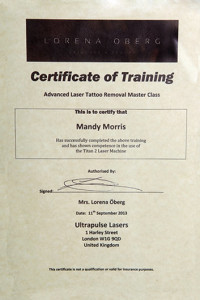 LORENA ÖBERG
Certificate of Training
Advanced Laser Tattoo Removal Master Class
This is to certify that
Mandy Morris
Has successfully completed the above training
and has shown competency in the use of
the Titan 2 Laser Machine
Authorised By:
Signed:
Mrs. Lorena Öberg
Date: 11th September 2013
Ultrapulse Lasers
1 Harley Street
London W1G 9QD
United Kingdom
This certificate is not a qualification of valid for insurance purposes.